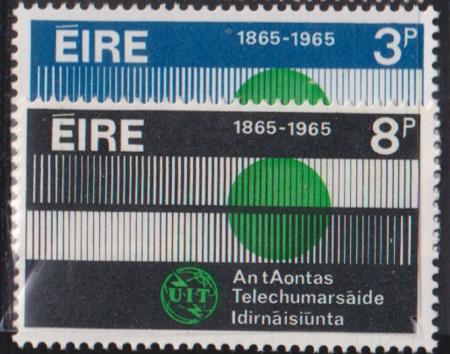 ÉIRE 1865-1965 3P
ÉIRE 1865-1965 8P
UIT
An tAontas
Telechumarsáide
Idirnáisiúnta